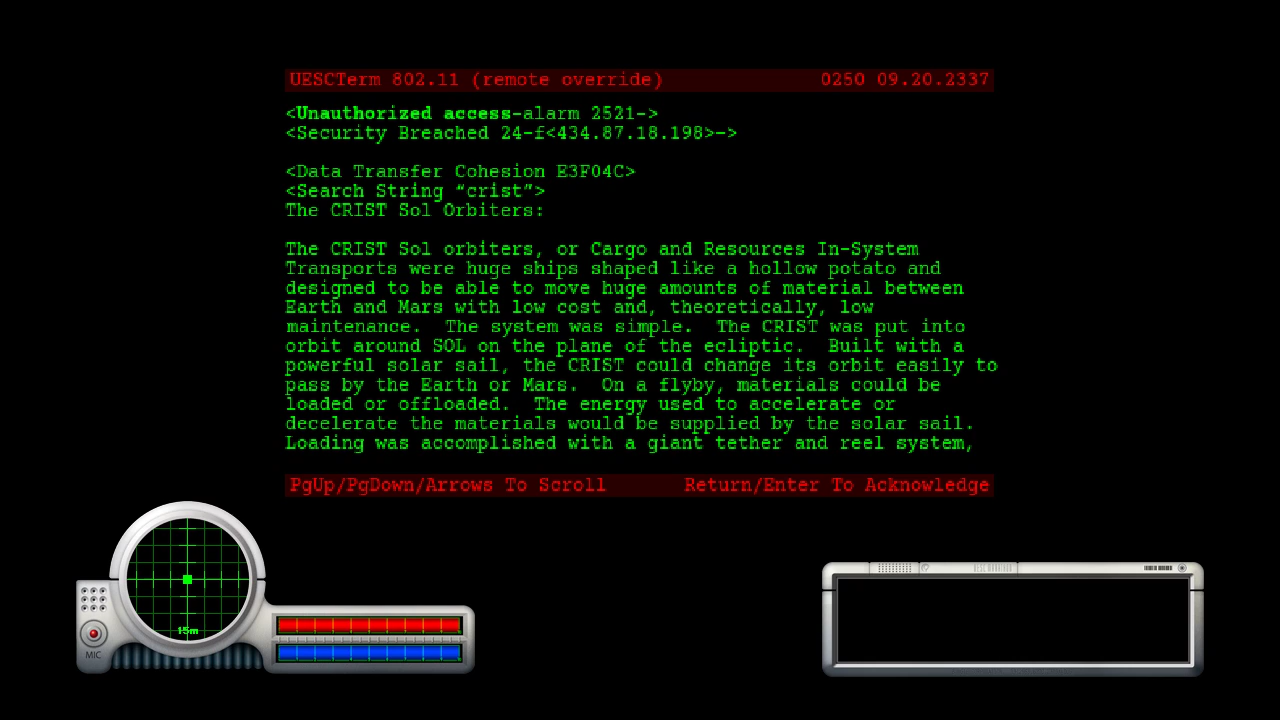 UESCTerm 802.11 (remote override) 0250 09.20.2337
<Unauthorized access-alarm 2521->
<Security Breached 24-f<434.87.18.198>->
<Data Transfer Cohesion E3F04C>
<Search String “crist”>
The CRIST Sol Orbiters:
The CRIST Sol orbiters, or Cargo and Resources In-System
Transports were huge ships shaped like a hollow potato and
designed to be able to move huge amounts of material between
Earth and Mars with low cost and, theoretically, low
maintenance.  The system was simple.  The CRIST was put into
orbit around SOL on the plane of the ecliptic.  Built with a
powerful solar sail, the CRIST could change its orbit easily to
pass by the Earth or Mars.  On a flyby, materials could be
loaded or offloaded.  The energy used to accelerate or
decelerate the materials would be supplied by the solar sail.
Loading was accomplished with a giant tether and reel system,
PgUp/PgDown/Arrows To Scroll Return/Enter To Acknowledge
15m
MIC